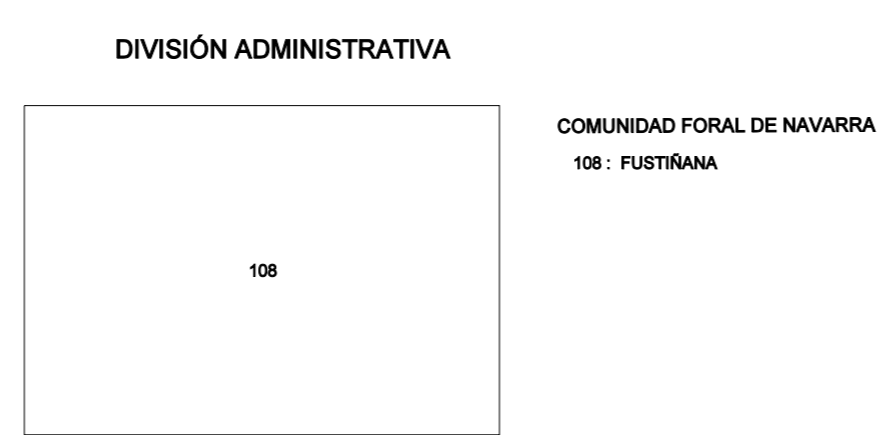 DIVISIÓN ADMINISTRATIVA
108
COMUNIDAD FORAL DE NAVARRA
108 : FUSTIÑANA